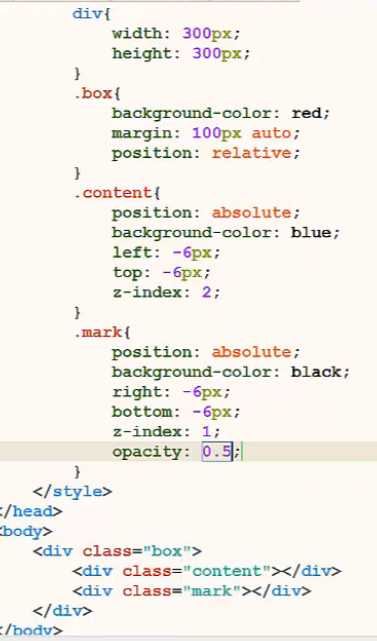 div{
width: 300px;
height: 300px;
}
.box{
background-color: red;
margin: 100px auto;
position: relative;
}
.content{
position: absolute;
background-color: blue;
left: -6px;
top: -6px;
z-index: 2;
}
.mark{
position: absolute;
background-color: black;
right: -6px;
bottom: -6px;
z-index: 1;
opacity: 0.5;
}
</style>
</head>
<body>
<div class="box">
<div class="content"></div>
<div class="mark"></div>
</div>
</body>